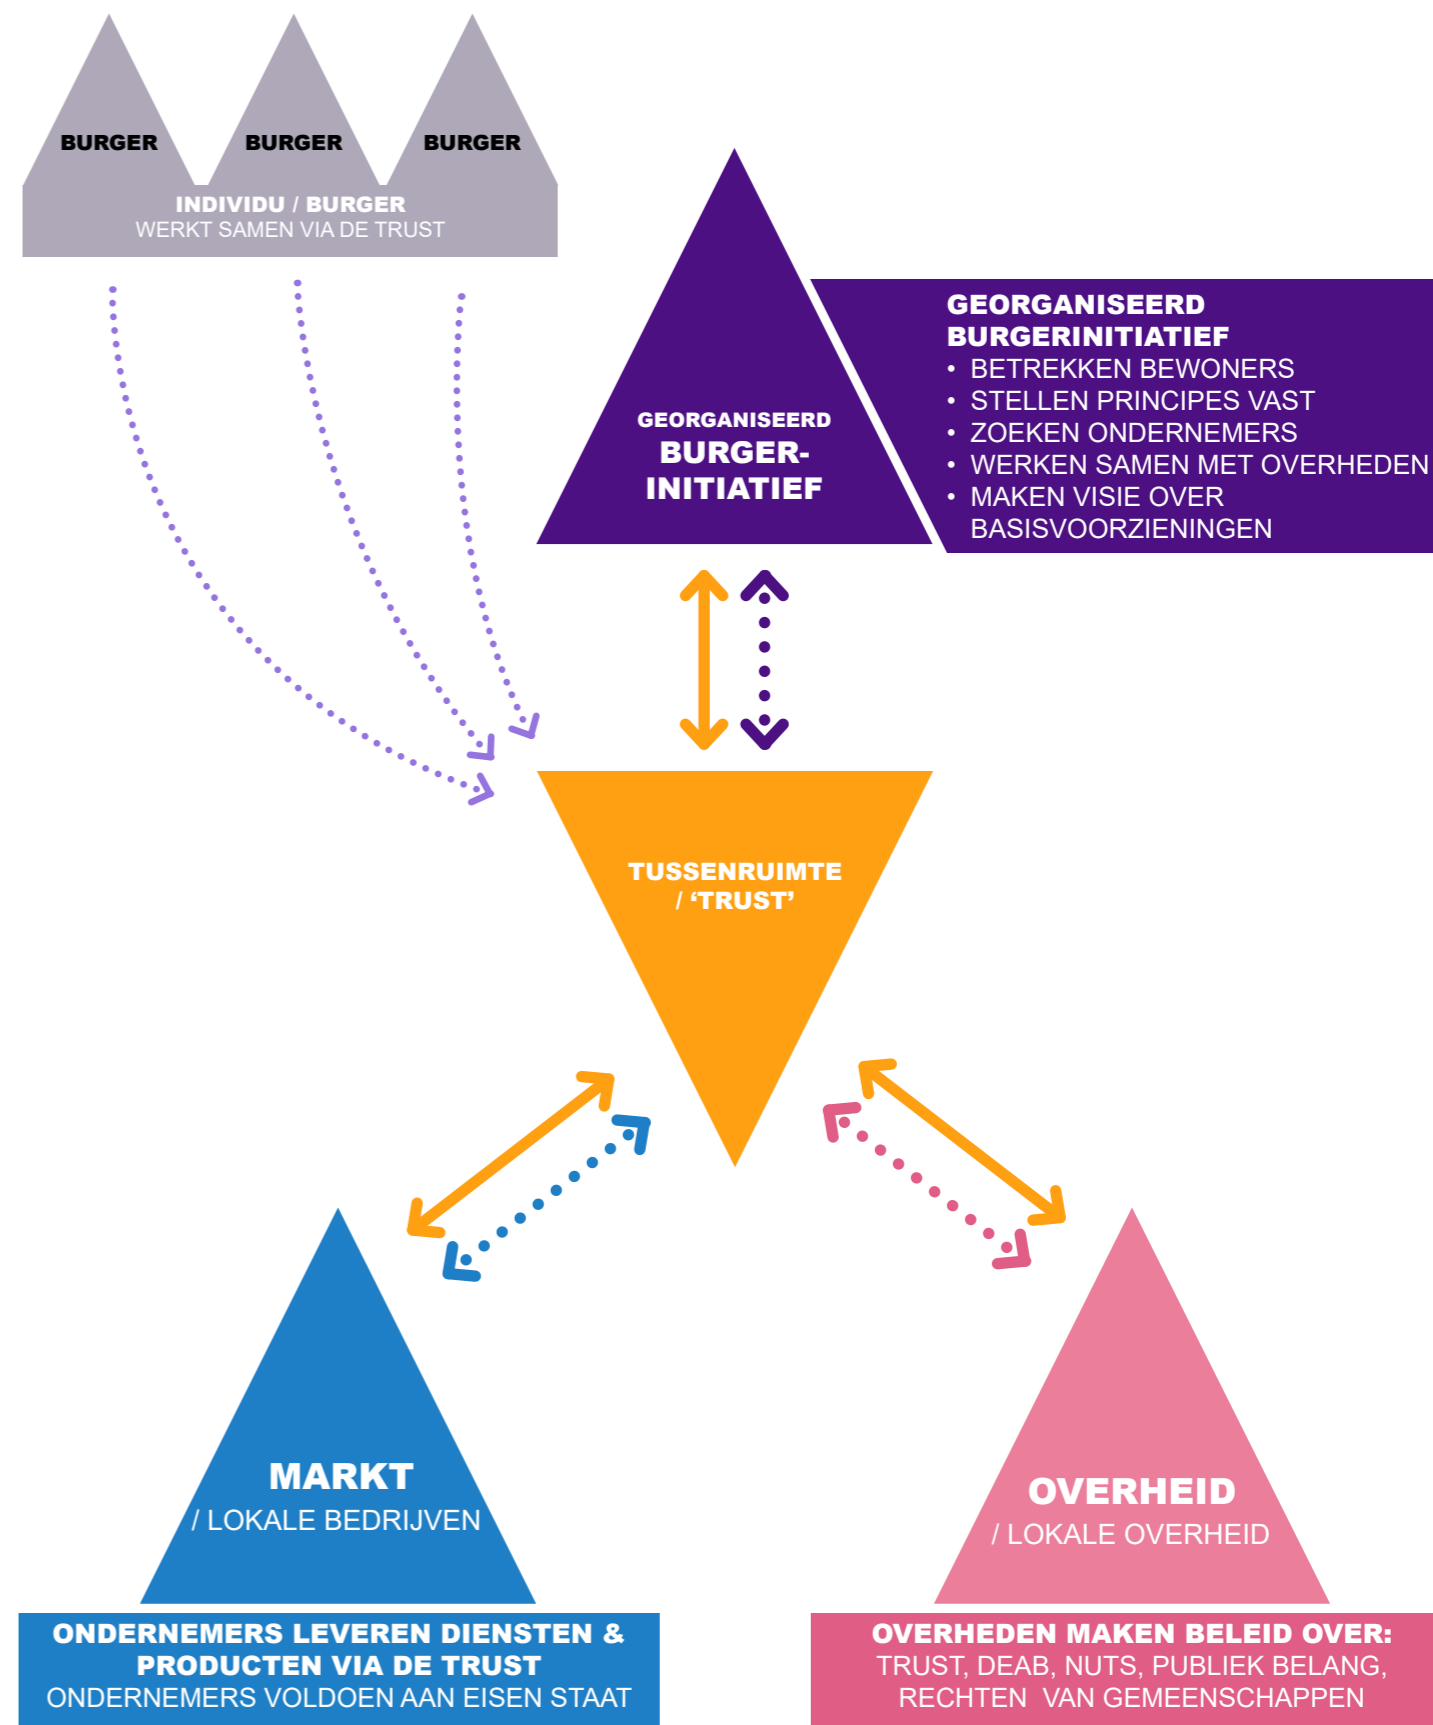 BURGER
BURGER
BURGER
INDIVIDU / BURGER
WERKT SAMEN VIA DE TRUST
GEORGANISEERD
BURGER-
INITIATIEF
GEORGANISEERD
BURGERINITIATIEF
• BETREKKEN BEWONERS
• STELLEN PRINCIPES VAST
• ZOEKEN ONDERNEMERS
• WERKEN SAMEN MET OVERHEDEN
• MAKEN VISIE OVER
BASISVOORZIENINGEN
TUSSENRUIMTE
/ ‘TRUST’
MARKT
/ LOKALE BEDRIJVEN
ONDERNEMERS LEVEREN DIENSTEN &
PRODUCTEN VIA DE TRUST
ONDERNEMERS VOLDOEN AAN EISEN STAAT
OVERHEID
/ LOKALE OVERHEID
OVERHEDEN MAKEN BELEID OVER:
TRUST, DEAB, NUTS, PUBLIEK BELANG,
RECHTEN VAN GEMEENSCHAPPEN